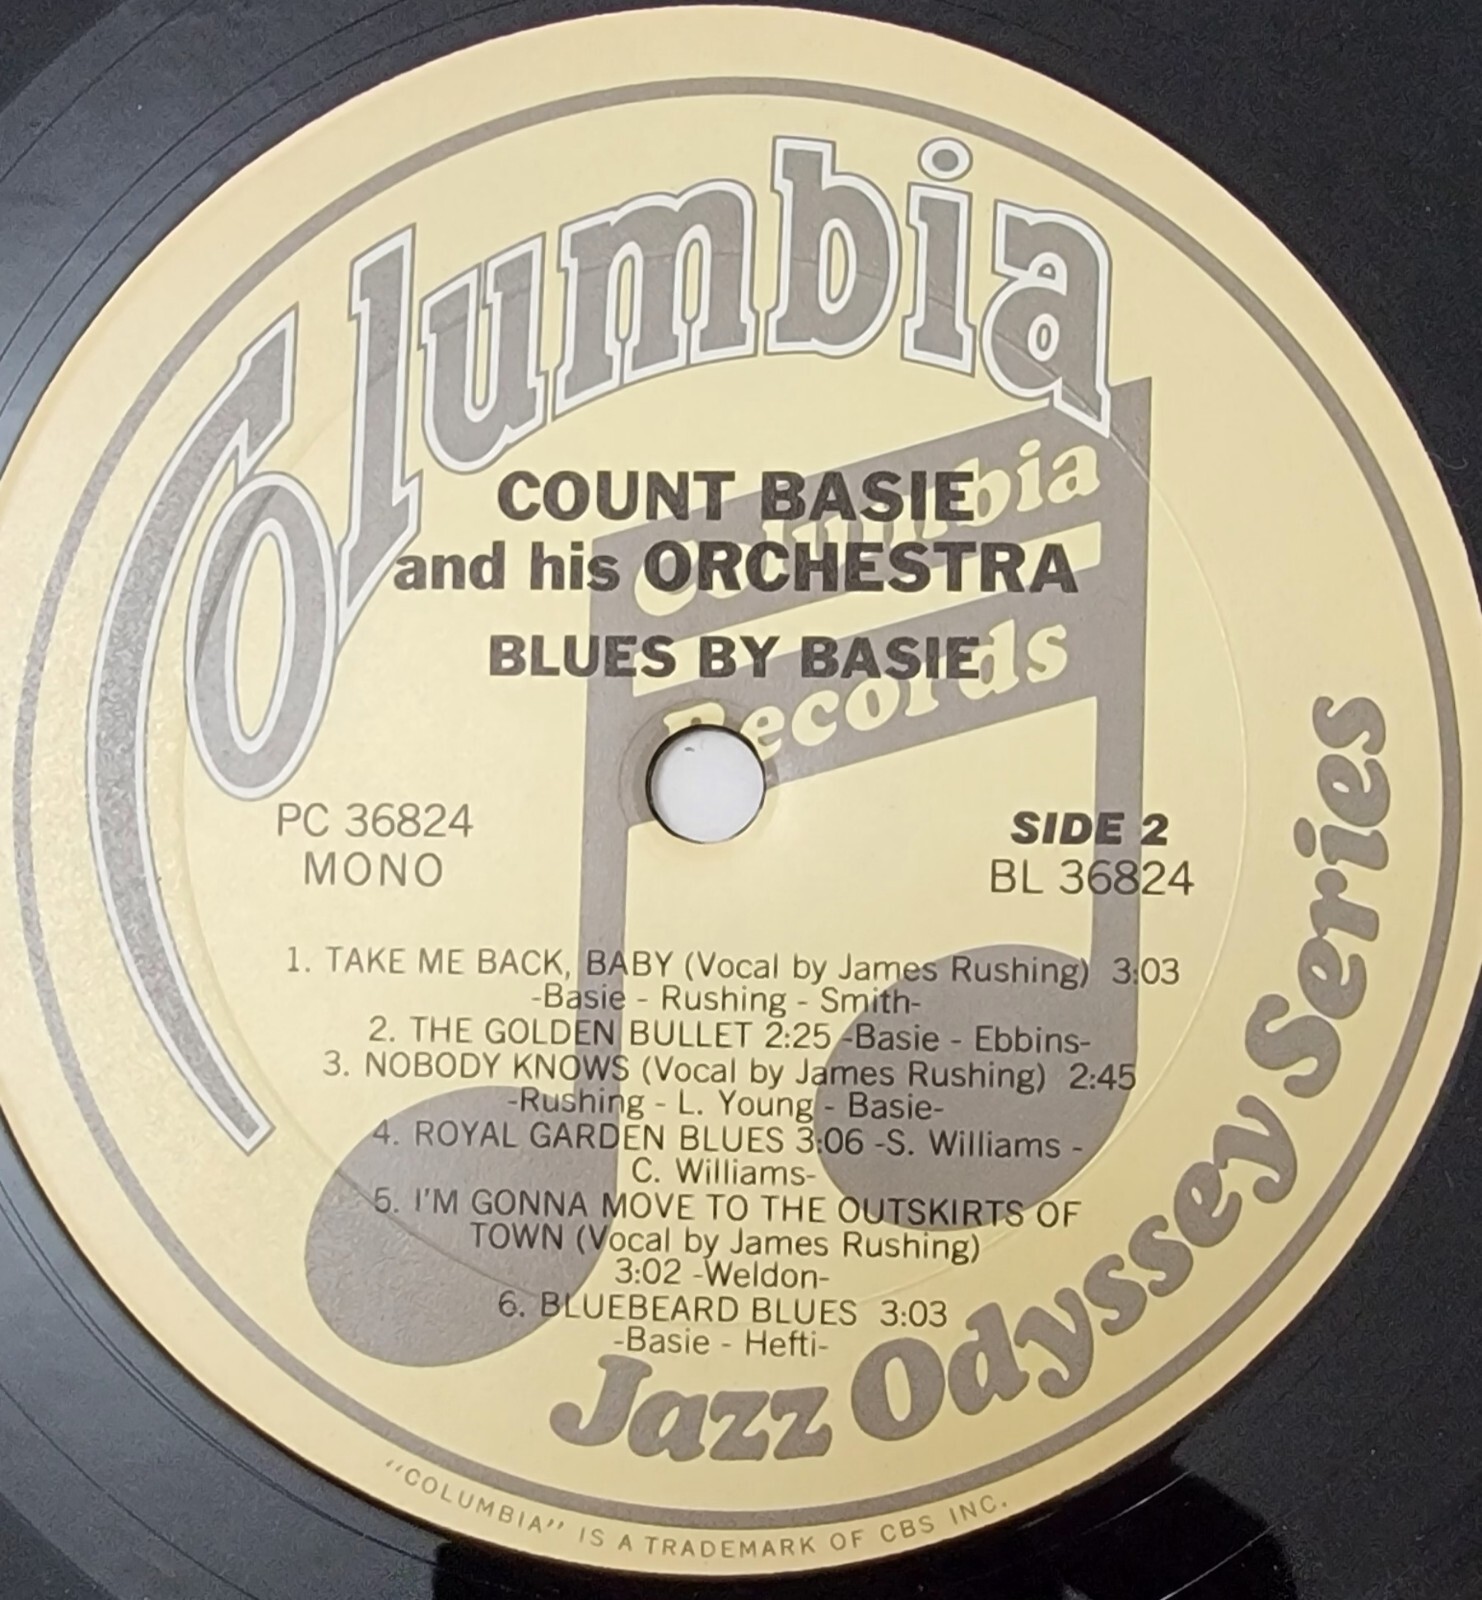 Columbia
Columbia
Records
COUNT BASIE
and his ORCHESTRA
BLUES BY BASIE
PC 36824
MONO
SIDE 2
BL 36824
1. TAKE ME BACK, BABY (Vocal by James Rushing) 3:03
-Basie - Rushing - Smith-
2. THE GOLDEN BULLET 2:25 -Basie - Ebbins-
3. NOBODY KNOWS (Vocal by James Rushing) 2:45
-Rushing - L. Young - Basie-
4. ROYAL GARDEN BLUES 3:06 -S. Williams -
C. Williams-
5. I'M GONNA MOVE TO THE OUTSKIRTS OF
TOWN (Vocal by James Rushing)
3:02 -Weldon-
6. BLUEBEARD BLUES 3:03
-Basie - Hefti-
Jazz Odyssey Series
"COLUMBIA" IS A TRADEMARK OF CBS INC.